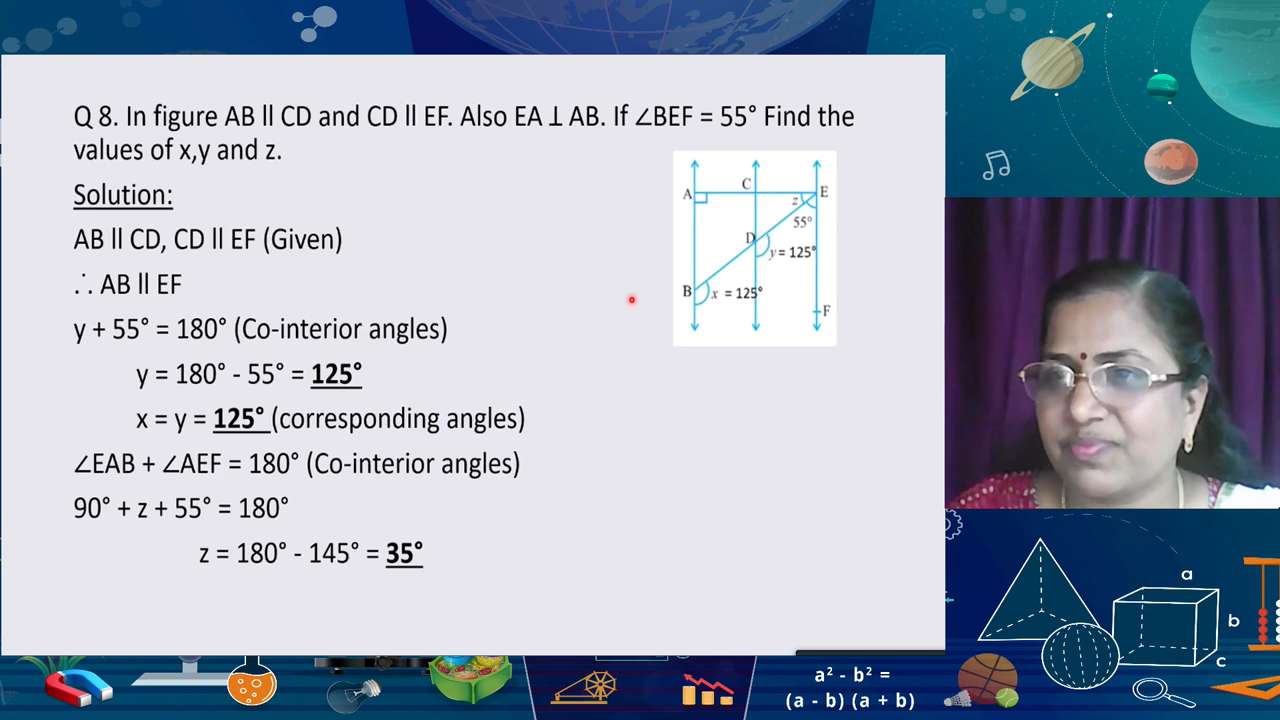 Q 8. In figure AB ll CD and CD ll EF. Also EA ⊥ AB. If ∠BEF = 55° Find the
values of x,y and z.
Solution:
AB ll CD, CD ll EF (Given)
∴ AB ll EF
y + 55° = 180° (Co-interior angles)
y = 180° - 55° = 125°
x = y = 125° (corresponding angles)
∠EAB + ∠AEF = 180° (Co-interior angles)
90° + z + 55° = 180°
z = 180° - 145° = 35°
A
C
E
z
55°
D
y = 125°
B
x = 125°
F
a
b
c
a² - b² =
(a - b) (a + b)